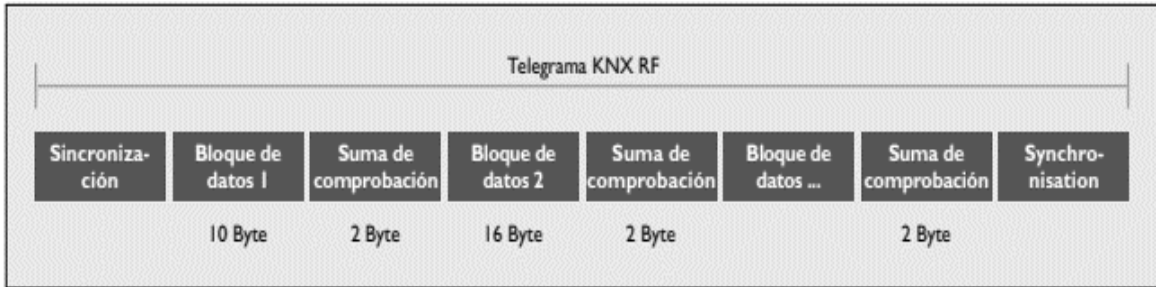 Telegrama KNX RF
Sincroniza-
ción
Bloque de
datos 1
Suma de
comprobación
Bloque de
datos 2
Suma de
comprobación
Bloque de
datos ...
Suma de
comprobación
Synchro-
nisation
10 Byte
2 Byte
16 Byte
2 Byte
2 Byte